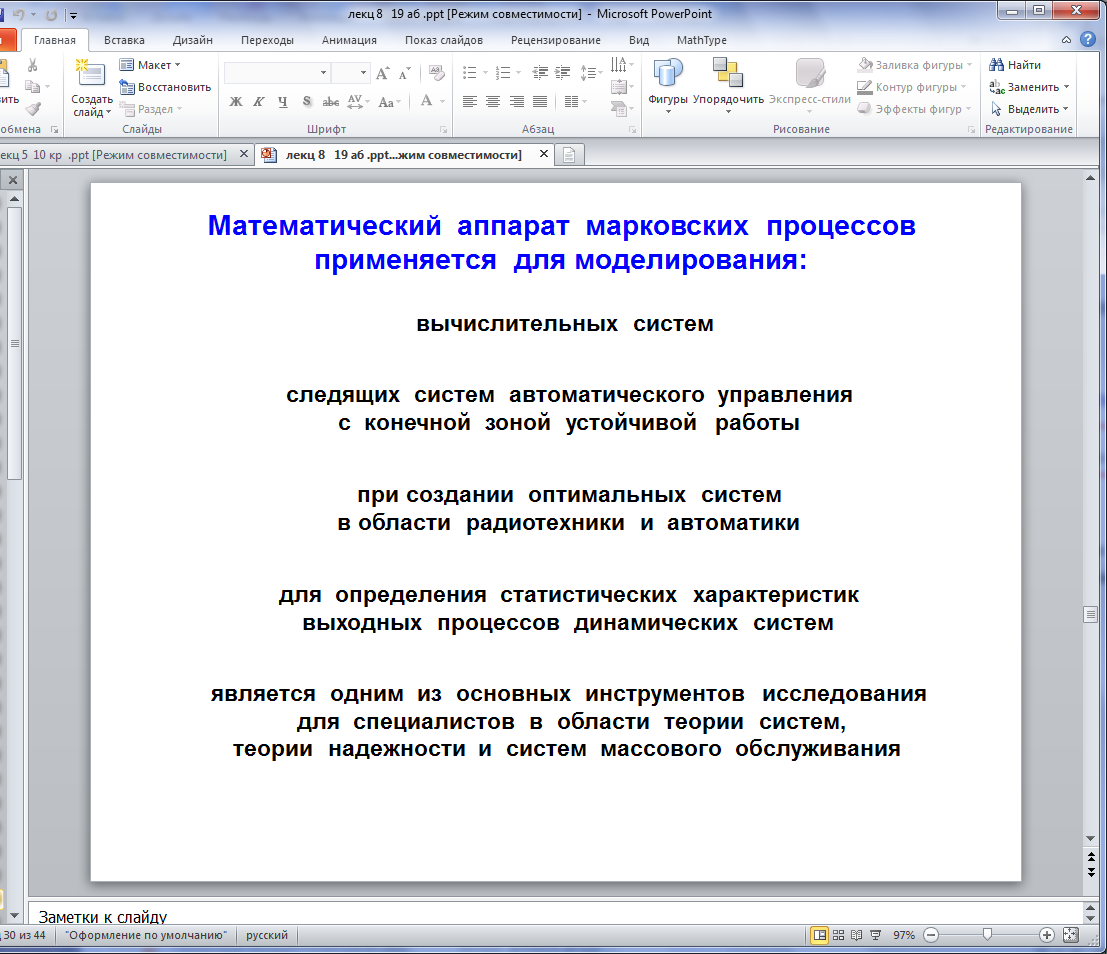 лекц 8 19 аб .ppt [Режим совместимости] - Microsoft PowerPoint
Главная Вставка Дизайн Переходы Анимация Показ слайдов Рецензирование Вид MathType
Макет
Восстановить
Раздел
Создать
слайд
Заливка фигуры
Контур фигуры
Эффекты фигур
Фигуры Упорядочить Экспресс-стили
Найти
Заменить
Выделить
Ж К Ч S abc AV Aa А
обмена Слайды Шрифт Абзац Рисование Редактирование
лекц 8 19 аб .ppt...жим совместимости]
10 кр .ppt [Режим совместимости]
Математический аппарат марковских процессов
применяется для моделирования:
вычислительных систем
следящих систем автоматического управления
с конечной зоной устойчивой работы
при создании оптимальных систем
в области радиотехники и автоматики
для определения статистических характеристик
выходных процессов динамических систем
является одним из основных инструментов исследования
для специалистов в области теории систем,
теории надежности и систем массового обслуживания
Заметки к слайду
30 из 44 "Оформление по умолчанию" русский 97%